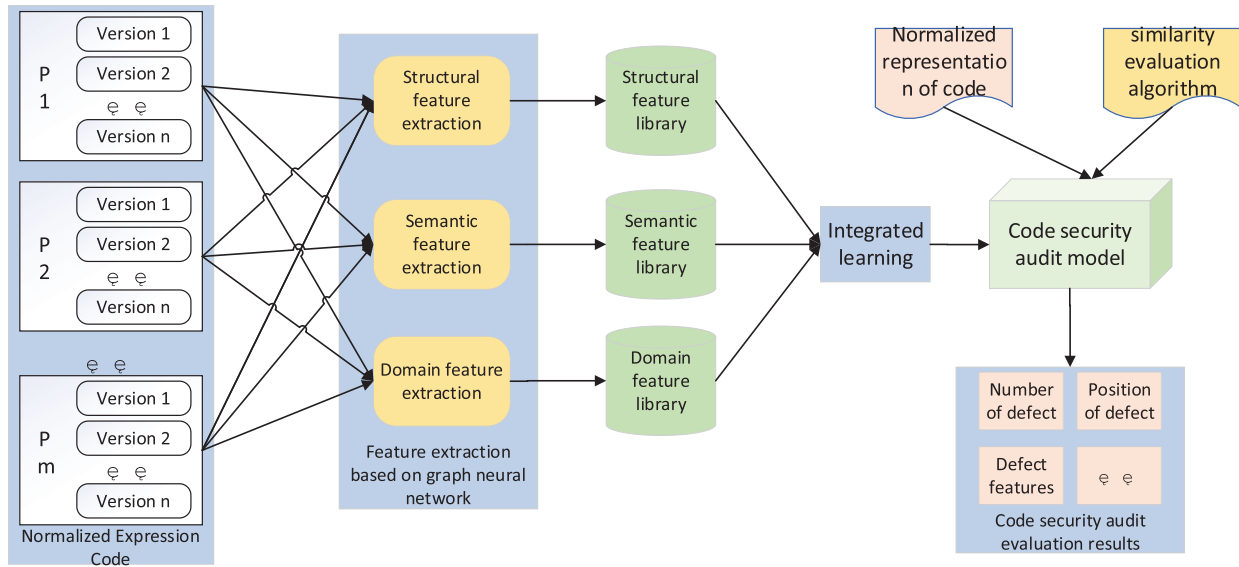 P
1
Version 1
Version 2
ҿ ҿ
Version n
P
2
Version 1
Version 2
ҿ ҿ
Version n
ҿ ҿ
P
m
Version 1
Version 2
ҿ ҿ
Version n
Normalized Expression
Code
Structural
feature
extraction
Semantic
feature
extraction
Domain feature
extraction
Feature extraction
based on graph neural
network
Structural
feature
library
Semantic
feature
library
Domain
feature
library
Integrated
learning
Normalized
representatio
n of code
similarity
evaluation
algorithm
Code security
audit model
Number
of defect
Position
of defect
Defect
features
ҿ ҿ
Code security audit
evaluation results